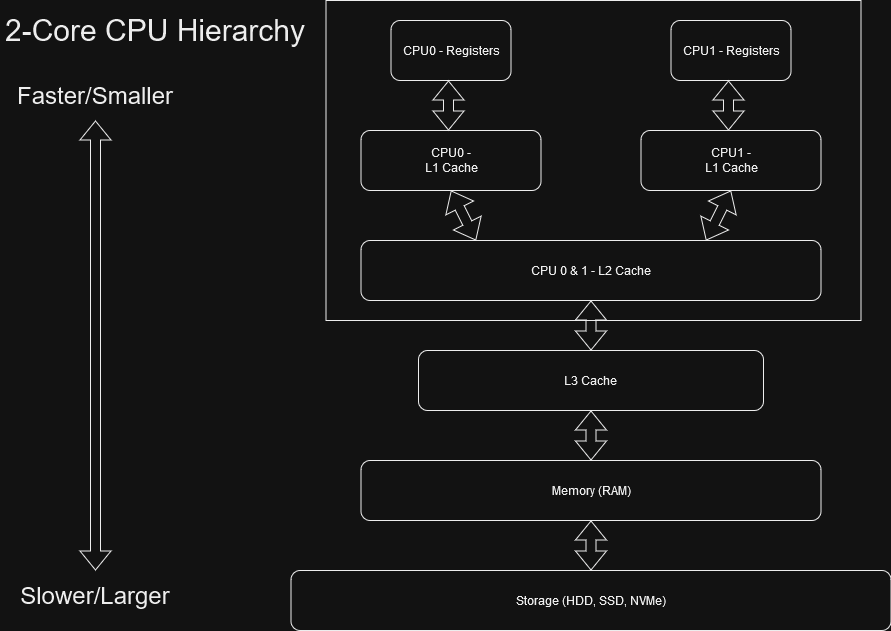 2-Core CPU Hierarchy
Faster/Smaller
CPU0 - Registers
CPU1 - Registers
CPU0 -
L1 Cache
CPU1 -
L1 Cache
CPU 0 & 1 - L2 Cache
L3 Cache
Memory (RAM)
Slower/Larger
Storage (HDD, SSD, NVMe)